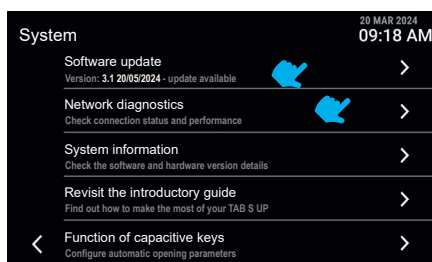 20 MAR 2024
System 09:18 AM
Software update
Version: 3.1 20/05/2024 - update available
Network diagnostics
Check connection status and performance
System information
Check the software and hardware version details
Revisit the introductory guide
Find out how to make the most of your TAB S UP
Function of capacitive keys
Configure automatic opening parameters